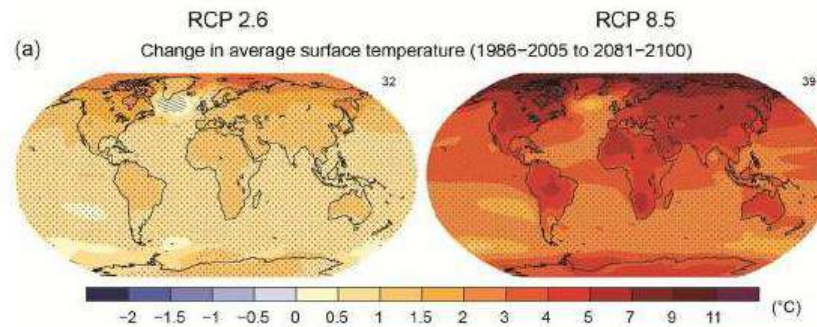 RCP 2.6 RCP 8.5
(a) Change in average surface temperature (1986−2005 to 2081−2100)
32 39
−2 −1.5 −1 −0.5 0 0.5 1 1.5 2 3 4 5 7 9 11 (°C)